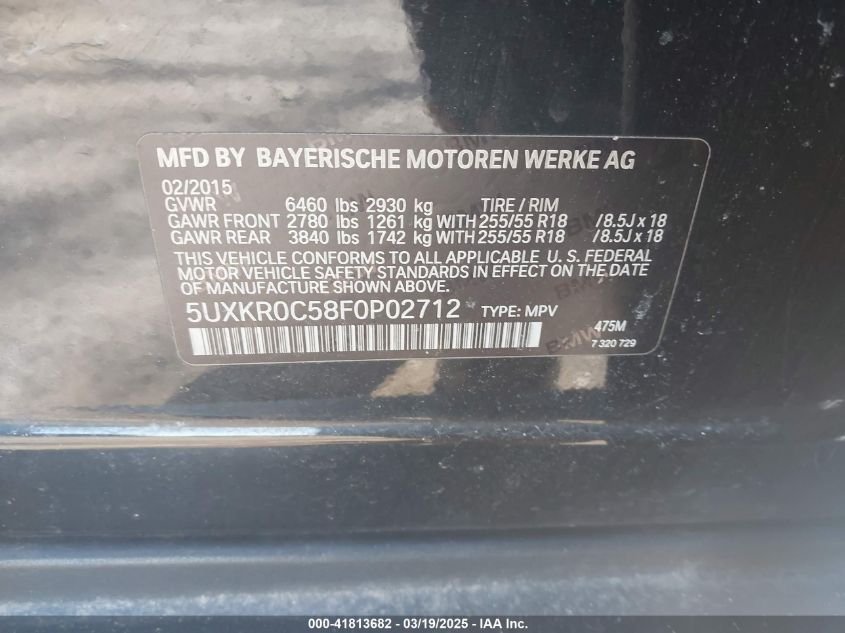 MFD BY BAYERISCHE MOTOREN WERKE AG
02/2015
GVWR 6460 lbs 2930 kg TIRE / RIM
GAWR FRONT 2780 lbs 1261 kg WITH 255/55 R18 /8.5J x 18
GAWR REAR 3840 lbs 1742 kg WITH 255/55 R18 /8.5J x 18
THIS VEHICLE CONFORMS TO ALL APPLICABLE U. S. FEDERAL
MOTOR VEHICLE SAFETY STANDARDS IN EFFECT ON THE DATE
OF MANUFACTURE SHOWN ABOVE.
5UXKR0C58F0P02712 TYPE: MPV
475M
7 320 729
000-41813682 / 03/19/2025 / IAA Inc.